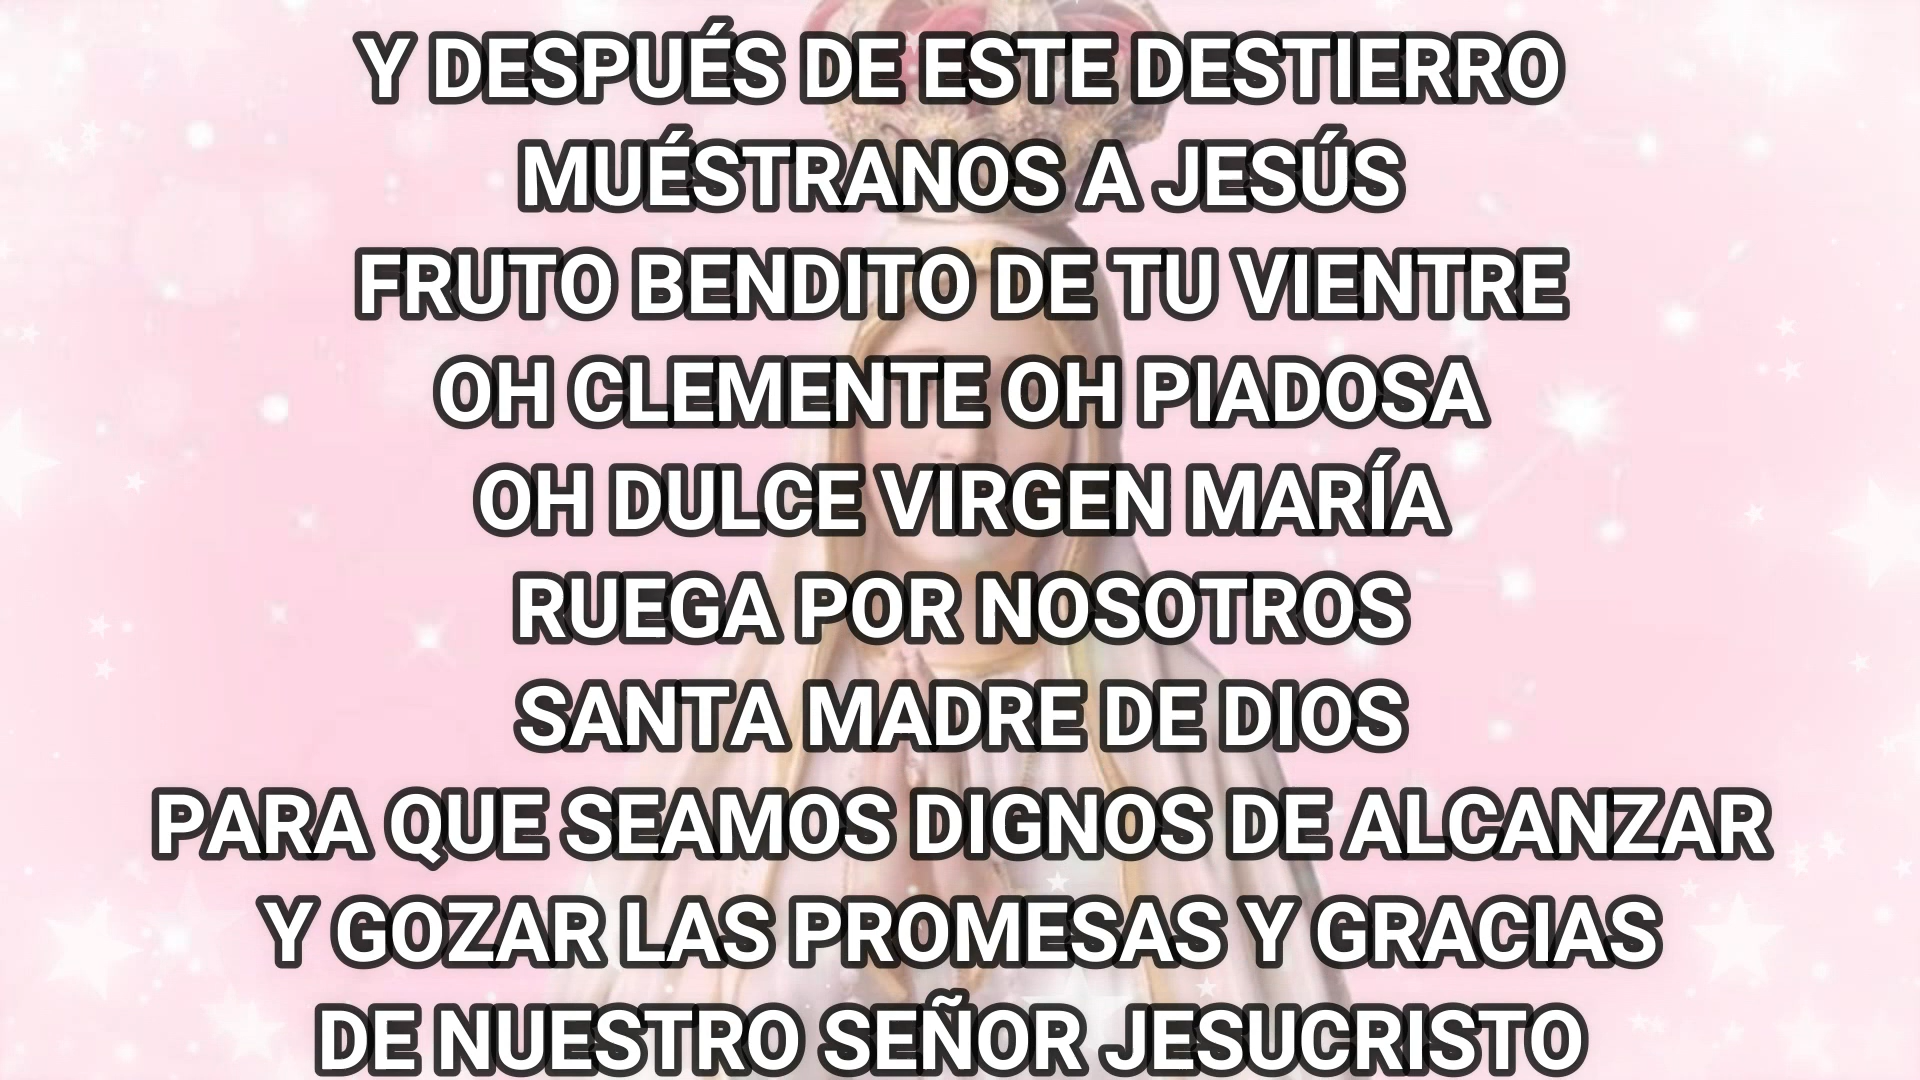 Y DESPUÉS DE ESTE DESTIERRO
MUÉSTRANOS A JESÚS
FRUTO BENDITO DE TU VIENTRE
OH CLEMENTE OH PIADOSA
OH DULCE VIRGEN MARÍA
RUEGA POR NOSOTROS
SANTA MADRE DE DIOS
PARA QUE SEAMOS DIGNOS DE ALCANZAR
Y GOZAR LAS PROMESAS Y GRACIAS
DE NUESTRO SEÑOR JESUCRISTO